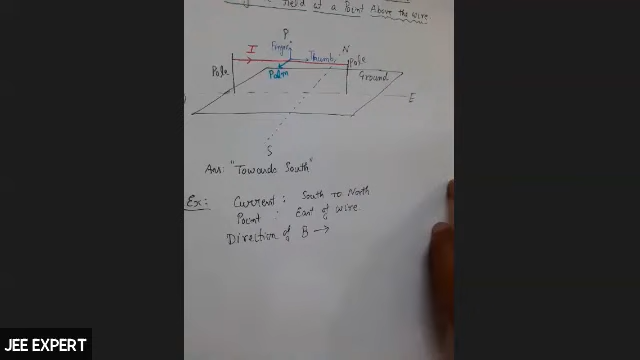 field at a Point Above the wire
P
N
I
Fingers
Thumb
Pole
Pole
Palm
Ground
E
S
Ans: "Towards South"
Ex: Current: South to North
Point : East of wire
Direction of B →
JEE EXPERT